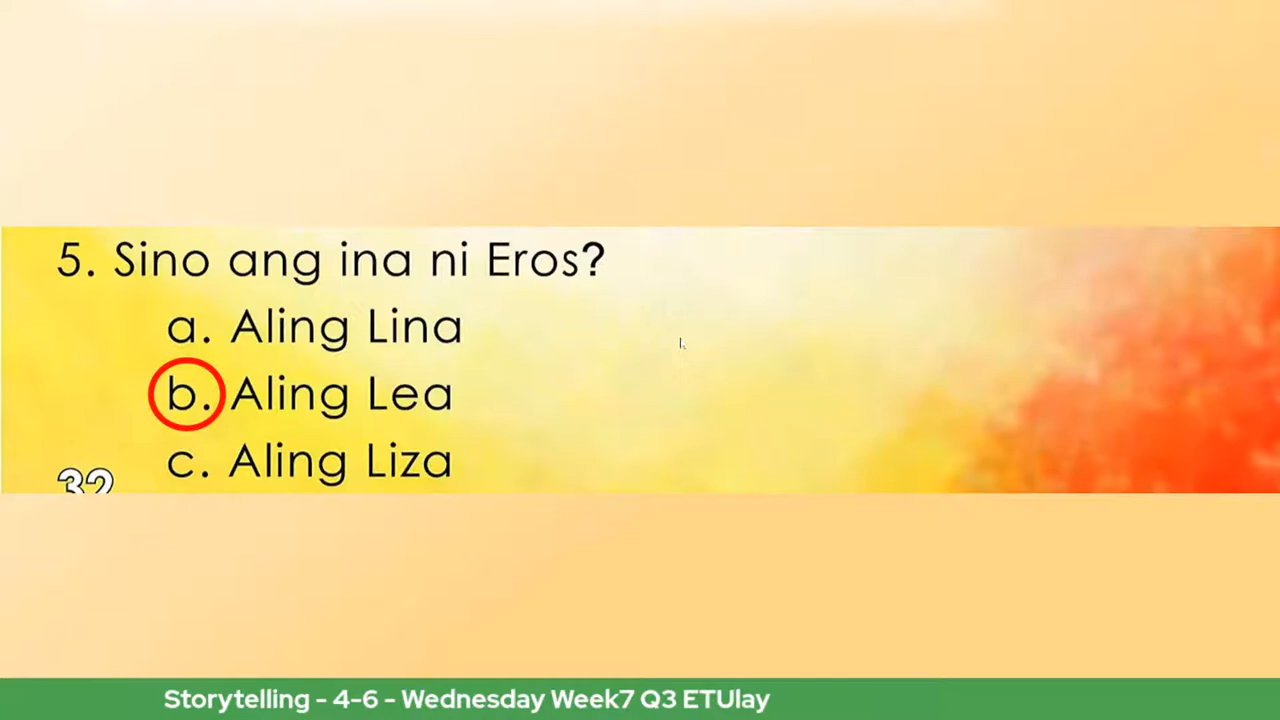 5. Sino ang ina ni Eros?
a. Aling Lina
b. Aling Lea
c. Aling Liza
32
Storytelling - 4-6 - Wednesday Week7 Q3 ETUlay